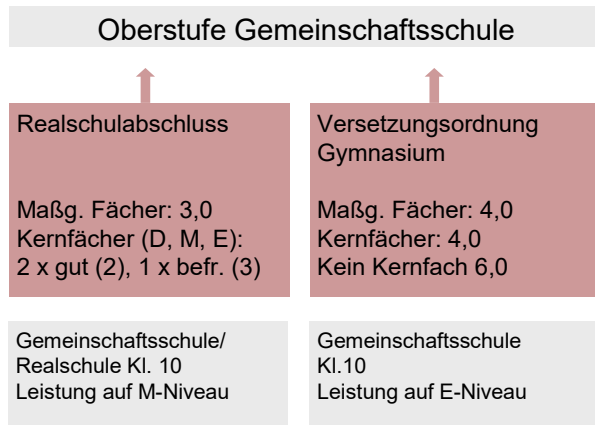 Oberstufe Gemeinschaftsschule
Realschulabschluss
Maßg. Fächer: 3,0
Kernfächer (D, M, E):
2 x gut (2), 1 x befr. (3)
Versetzungsordnung
Gymnasium
Maßg. Fächer: 4,0
Kernfächer: 4,0
Kein Kernfach 6,0
Gemeinschaftsschule/
Realschule Kl. 10
Leistung auf M-Niveau
Gemeinschaftsschule
Kl.10
Leistung auf E-Niveau